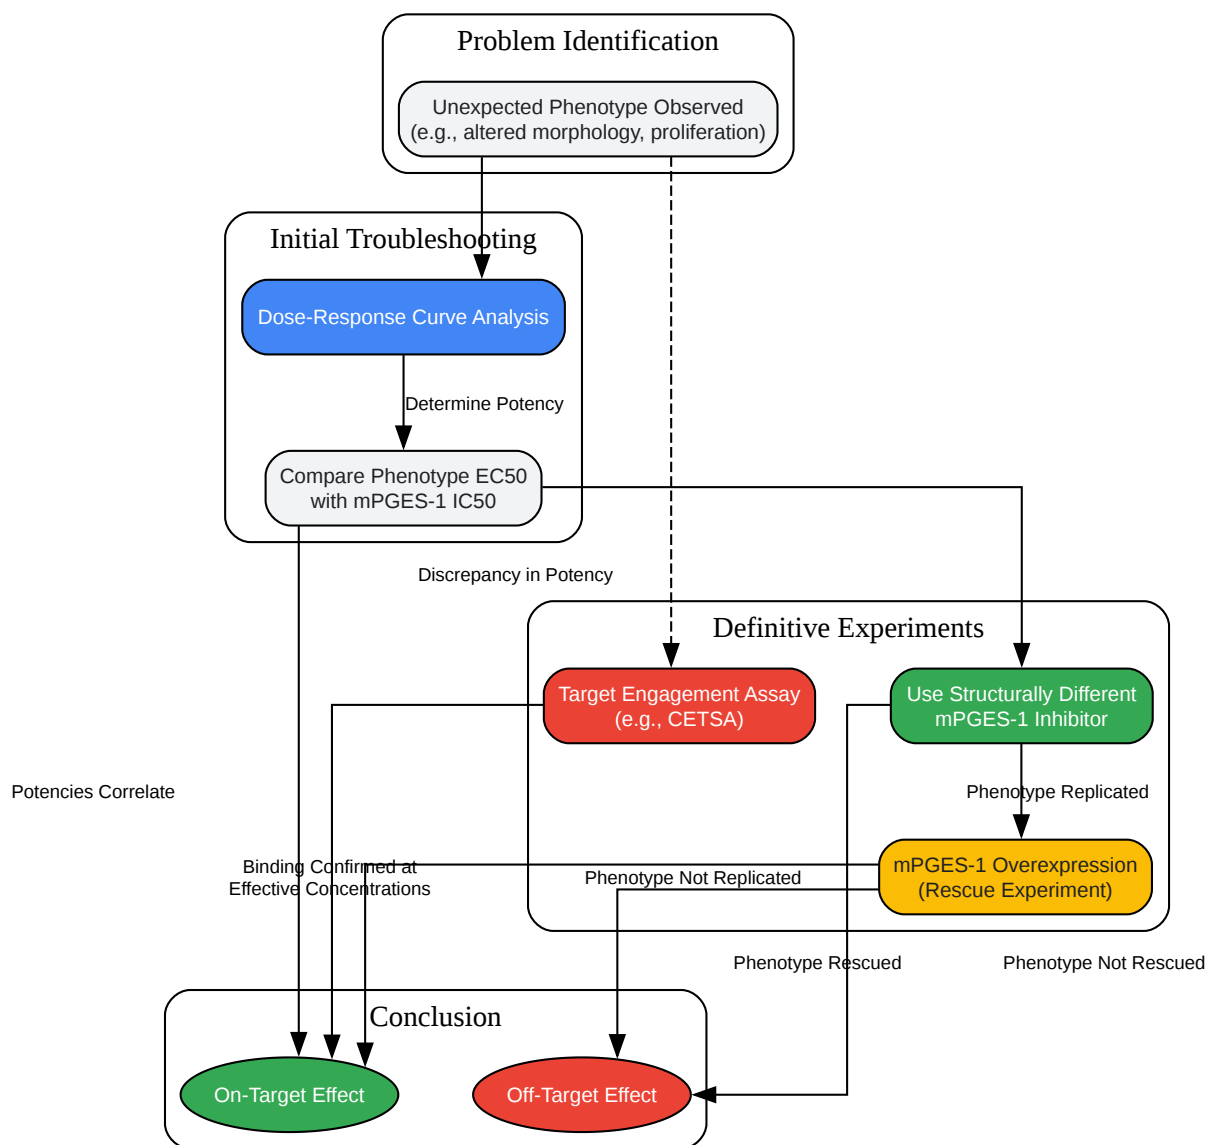 Problem Identification
Unexpected Phenotype Observed
(e.g., altered morphology, proliferation)
Initial Troubleshooting
Dose-Response Curve Analysis
Determine Potency
Compare Phenotype EC50
with mPGES-1 IC50
Discrepancy in Potency
Definitive Experiments
Target Engagement Assay
(e.g., CETSA)
Use Structurally Different
mPGES-1 Inhibitor
Potencies Correlate
Phenotype Replicated
Binding Confirmed at
Effective Concentrations
Phenotype Not Replicated
mPGES-1 Overexpression
(Rescue Experiment)
Phenotype Rescued
Phenotype Not Rescued
Conclusion
On-Target Effect
Off-Target Effect